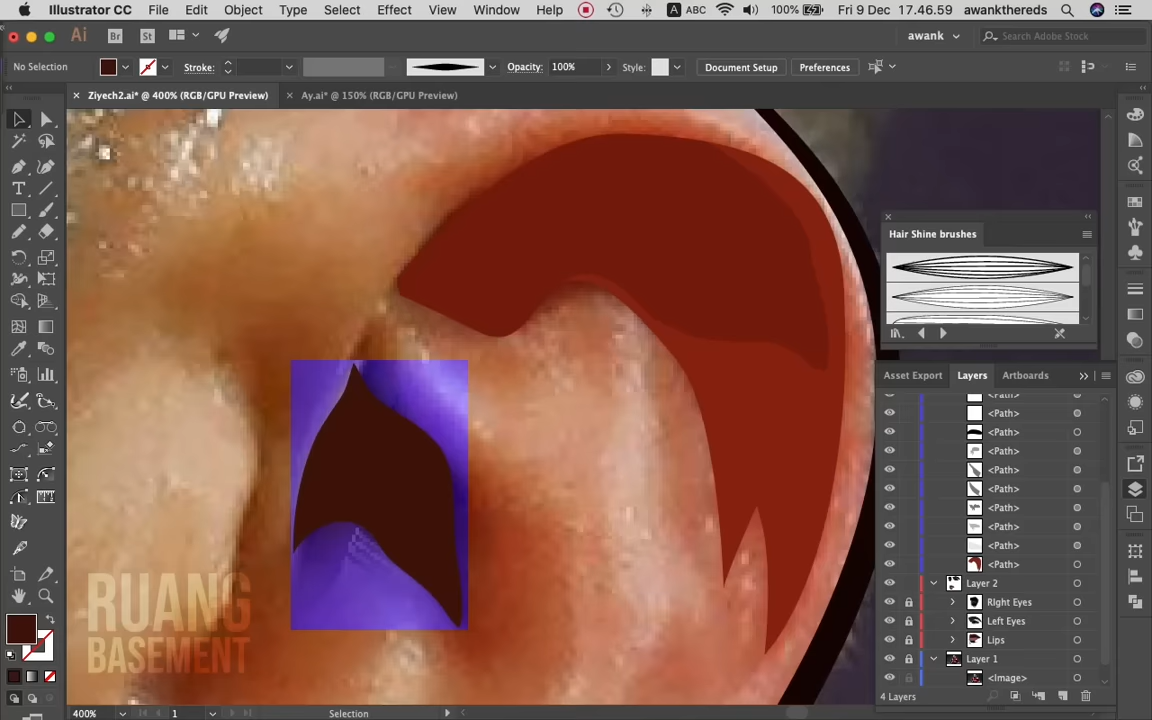 Illustrator CC File Edit Object Type Select Effect View Window Help A ABC 100% Fri 9 Dec 17.46.59 awankthereds
Ai Br St awank Search Adobe Stock
No Selection Stroke: Opacity: 100% Style: Document Setup Preferences
× Ziyech2.ai* @ 400% (RGB/GPU Preview) × Ay.ai* @ 150% (RGB/GPU Preview)
Hair Shine brushes
Asset Export Layers Artboards
<Path>
<Path>
<Path>
<Path>
<Path>
<Path>
<Path>
<Path>
<Path>
<Path>
Layer 2
RIght Eyes
Left Eyes
Lips
Layer 1
<Image>
4 Layers
RUANG
BASEMENT
400% 1 Selection